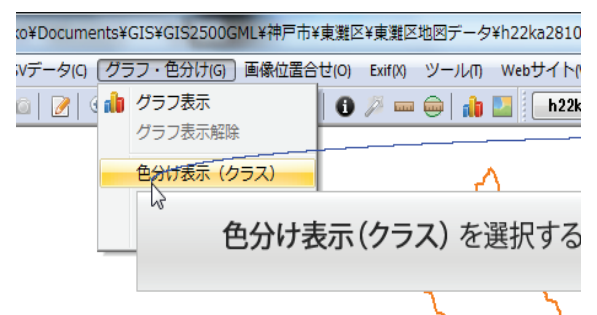 ko¥Documents¥GIS¥GIS2500GML¥神戸市¥東灘区¥東灘区地図データ¥h22ka2810
SVデータ(C) グラフ・色分け(G) 画像位置合せ(O) Exif(X) ツール(T) Webサイト(
h22k
グラフ表示
グラフ表示解除
色分け表示（クラス）
色分け表示(クラス) を選択する